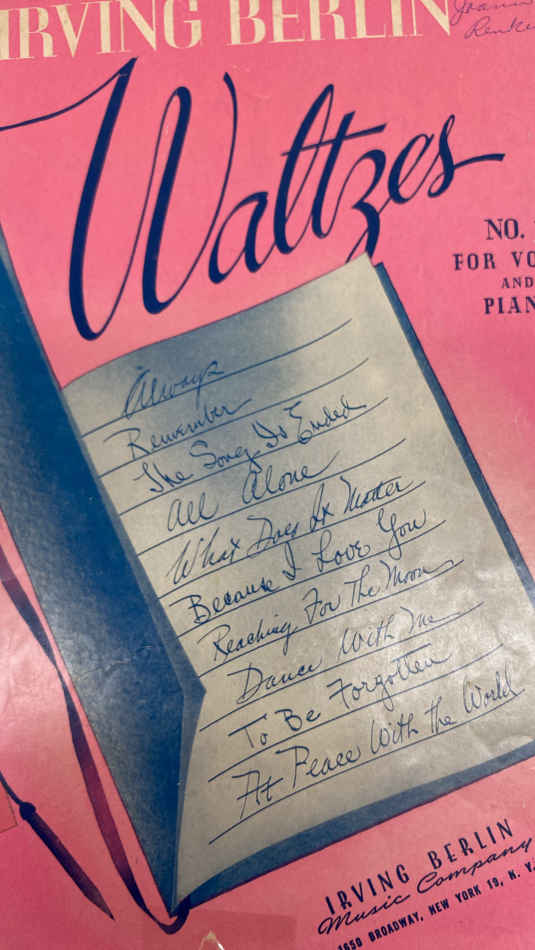 IRVING BERLIN
Joann
Waltzes
NO.
FOR VO
AND
PIAN
Always
Remember
The Song Is Ended
All Alone
What Does It Matter
Because I Love You
Reaching For The Moon
Dance With Me
To Be Forgotten
At Peace With The World
IRVING BERLIN
Music Company
1650 BROADWAY, NEW YORK 19, N. Y.